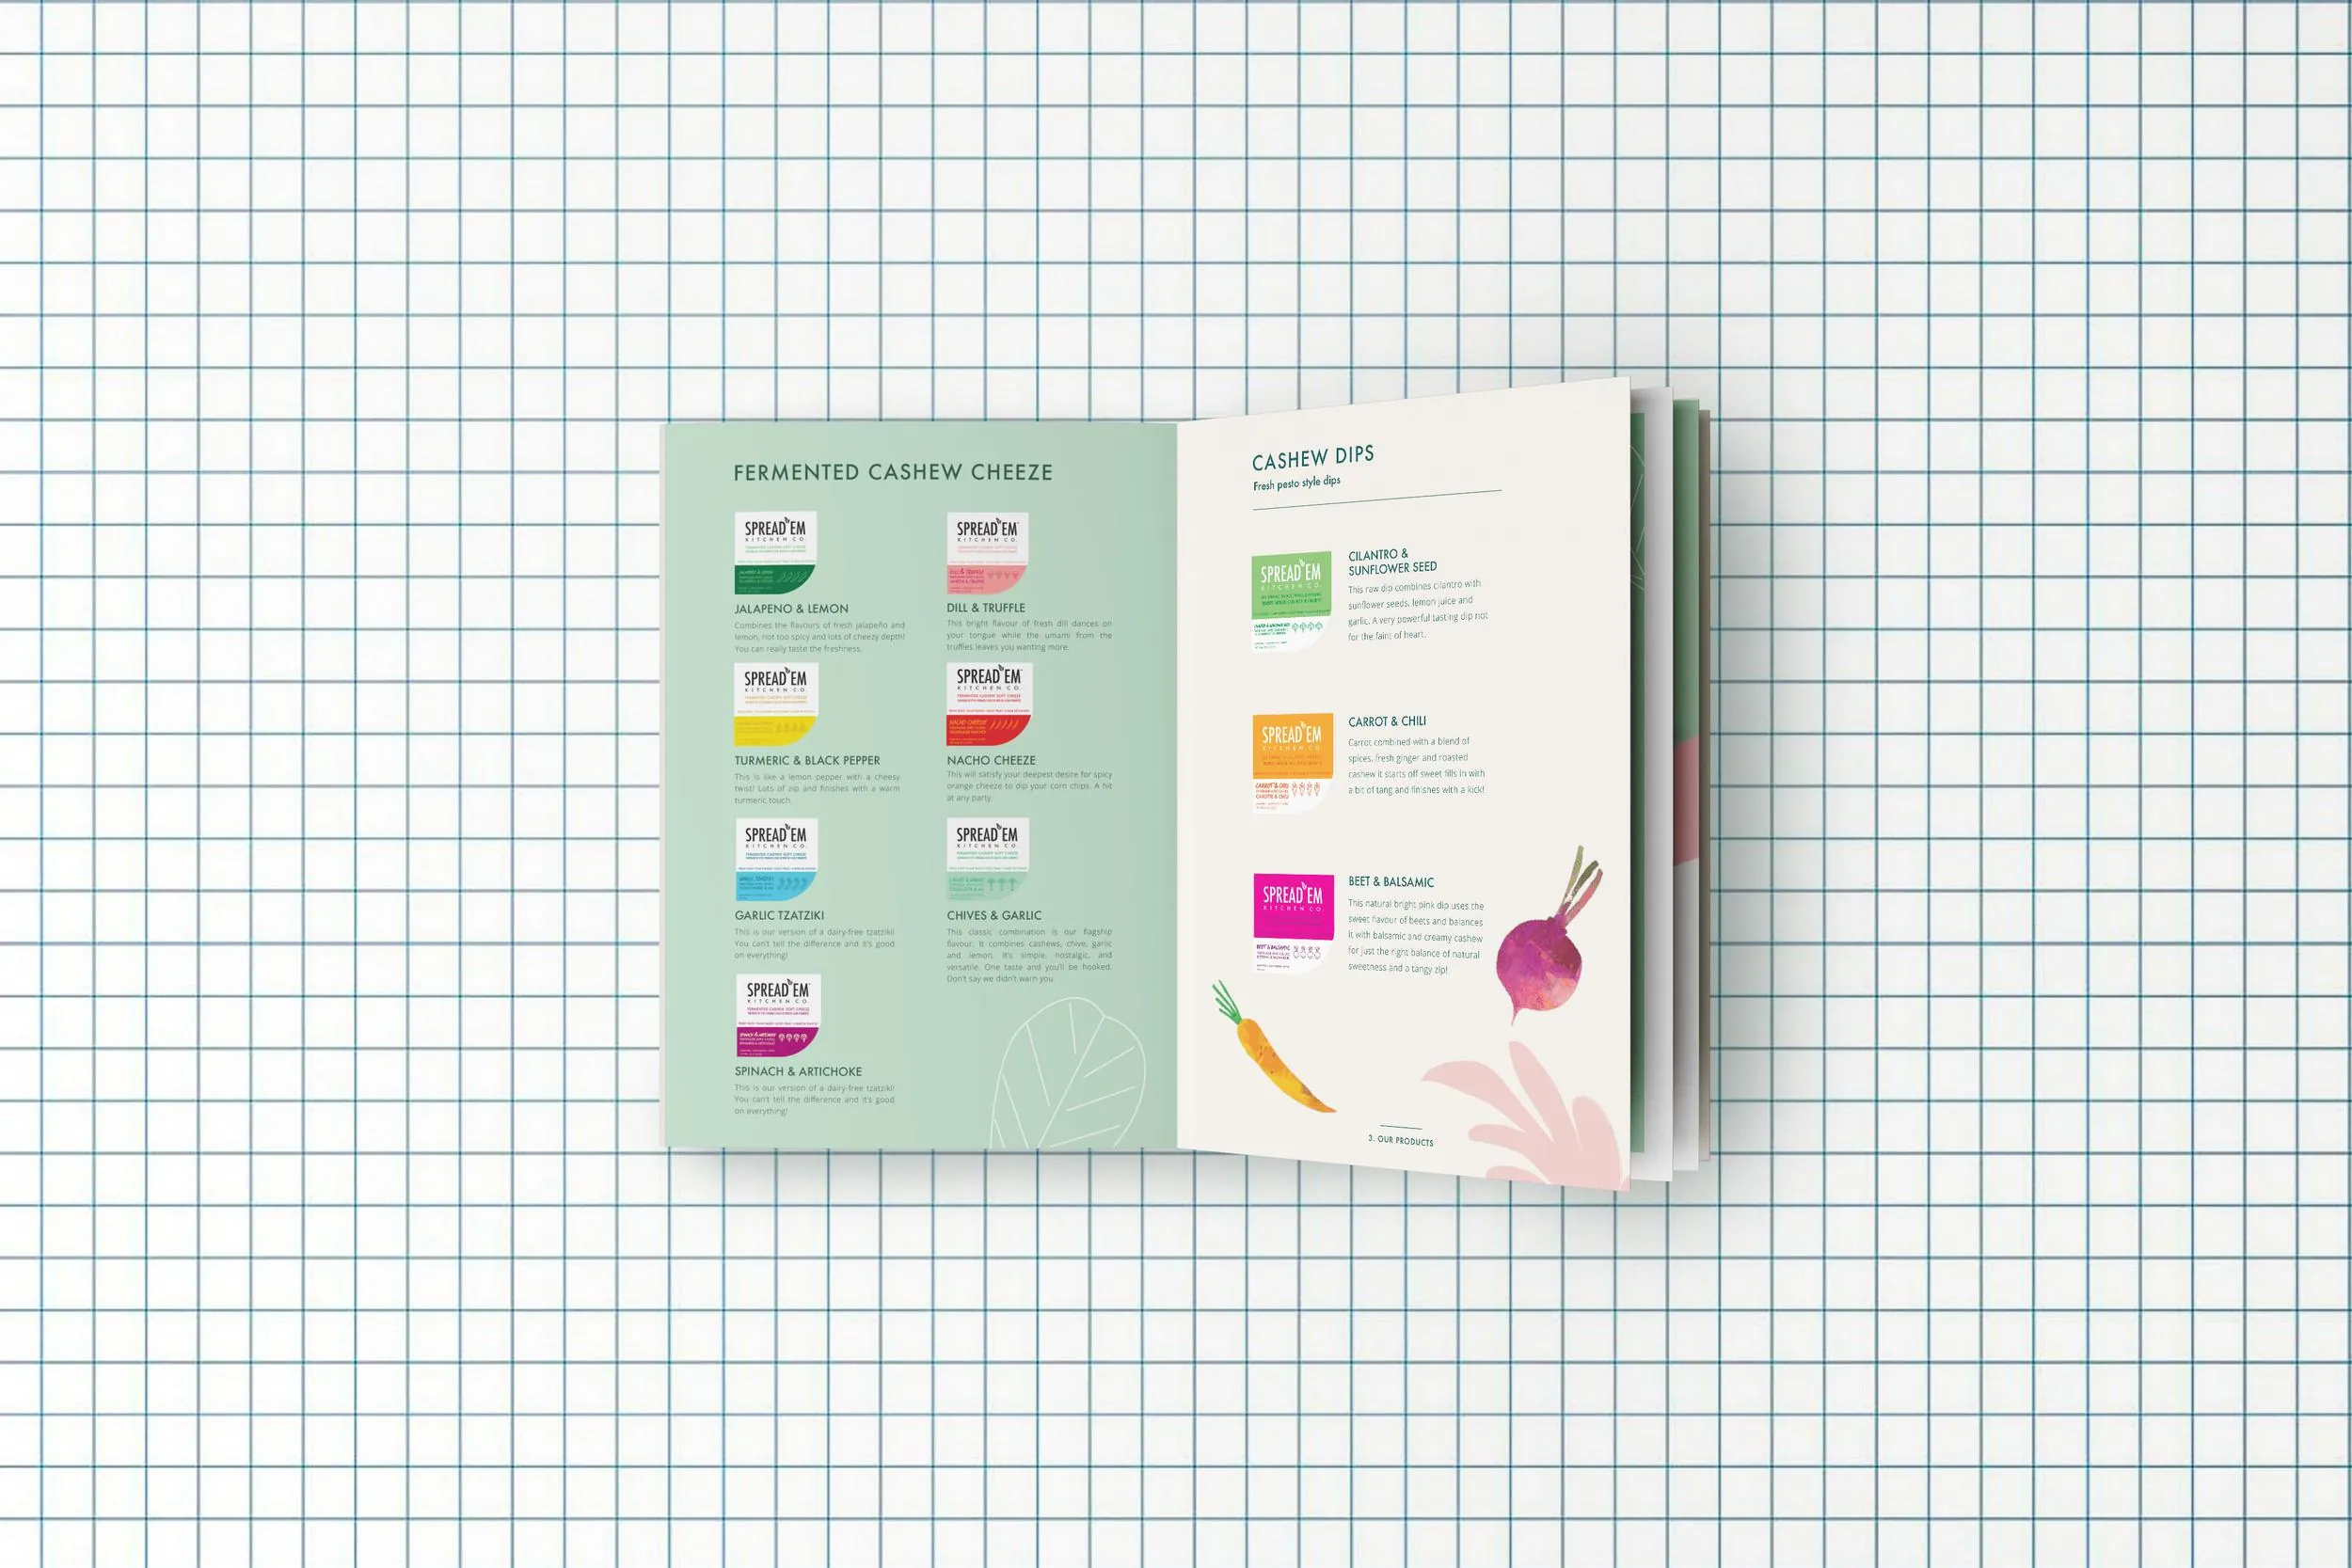 FERMENTED CASHEW CHEEZE
SPREAD'EM
KITCHEN CO.
JALAPENO & LEMON
Combines the flavours of fresh jalapeño and
lemon, not too spicy and lots of cheezy depth!
You can really taste the freshness.
SPREAD'EM
KITCHEN CO.
TURMERIC & BLACK PEPPER
This is like a lemon pepper with a cheesy
twist! Lots of zip and finishes with a warm
turmeric touch.
SPREAD'EM
KITCHEN CO.
GARLIC TZATZIKI
This is our version of a dairy-free tzatziki!
You can't tell the difference and it's good
on everything!
SPREAD'EM
KITCHEN CO.
SPINACH & ARTICHOKE
This is our version of a dairy-free tzatziki!
You can't tell the difference and it's good
on everything!
SPREAD'EM
KITCHEN CO.
DILL & TRUFFLE
This bright flavour of fresh dill dances on
your tongue while the umami from the
truffles leaves you wanting more.
SPREAD'EM
KITCHEN CO.
NACHO CHEEZE
NACHO CHEEZE
This will satisfy your deepest desire for spicy
orange cheeze to dip your corn chips. A hit
at any party.
SPREAD'EM
KITCHEN CO.
CHIVES & GARLIC
This classic combination is our flagship
flavour. It combines cashews, chive, garlic
and lemon. It's simple, nostalgic, and
versatile. One taste and you'll be hooked.
Don't say we didn't warn you.
CASHEW DIPS
Fresh pesto style dips
SPREAD'EM
KITCHEN CO.
CILANTRO &
SUNFLOWER SEED
This raw dip combines cilantro with
sunflower seeds, lemon juice and
garlic. A very powerful tasting dip not
for the faint of heart.
SPREAD'EM
KITCHEN CO.
CARROT & CHILI
CARROT & CHILI
Carrot combined with a blend of
spices, fresh ginger and roasted
cashew it starts off sweet fills in with
a bit of tang and finishes with a kick!
SPREAD'EM
KITCHEN CO.
BEET & BALSAMIC
BEET & BALSAMIC
This natural bright pink dip uses the
sweet flavour of beets and balances
it with balsamic and creamy cashew
for just the right balance of natural
sweetness and a tangy zip!
3. OUR PRODUCTS